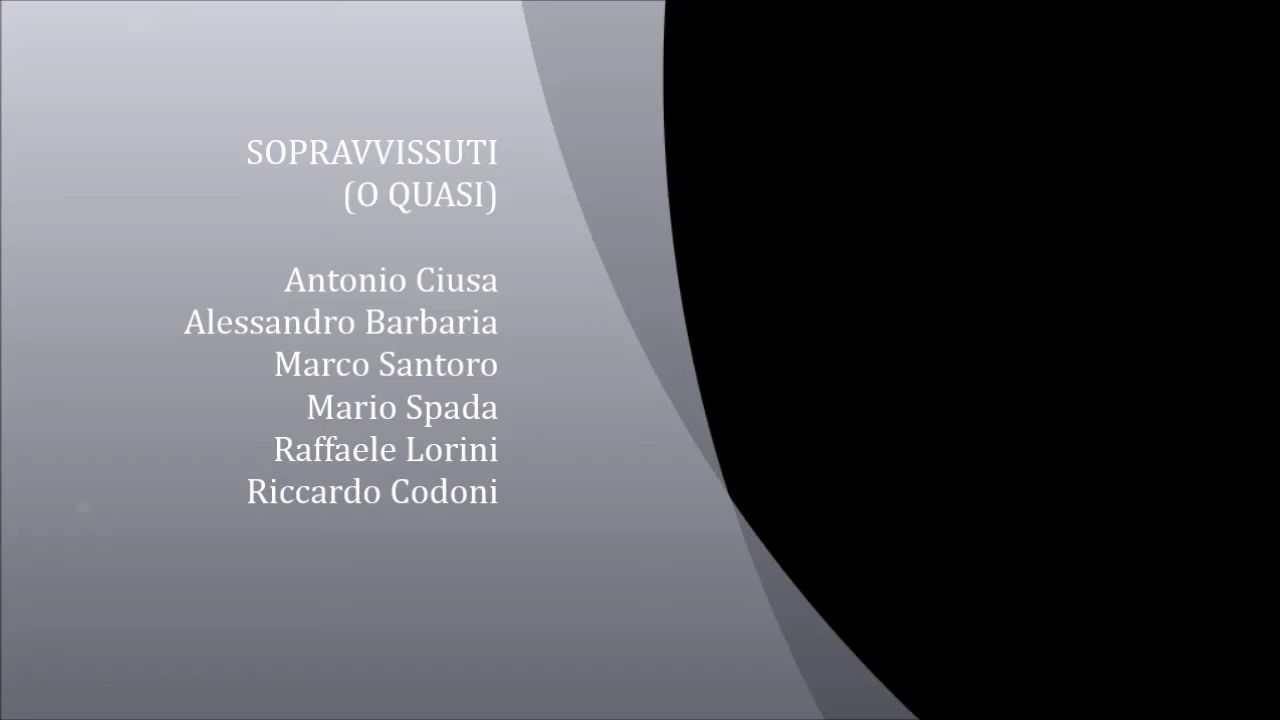 SOPRAVVISSUTI
(O QUASI)
Antonio Ciusa
Alessandro Barbaria
Marco Santoro
Mario Spada
Raffaele Lorini
Riccardo Codoni